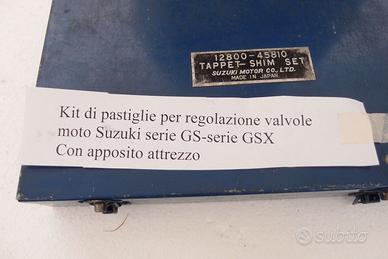 12800-45810
TAPPET-SHIM SET
SUZUKI MOTOR CO.,LTD.
MADE IN JAPAN
Kit di pastiglie per regolazione valvole
moto Suzuki serie GS-serie GSX
Con apposito attrezzo
subito